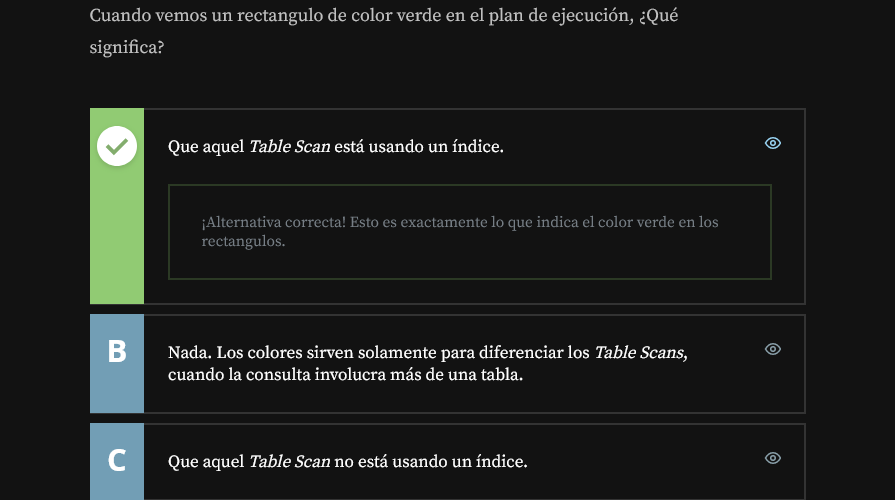 Cuando vemos un rectangulo de color verde en el plan de ejecución, ¿Qué
significa?
Que aquel Table Scan está usando un índice.
¡Alternativa correcta! Esto es exactamente lo que indica el color verde en los
rectangulos.
B
Nada. Los colores sirven solamente para diferenciar los Table Scans,
cuando la consulta involucra más de una tabla.
C
Que aquel Table Scan no está usando un índice.